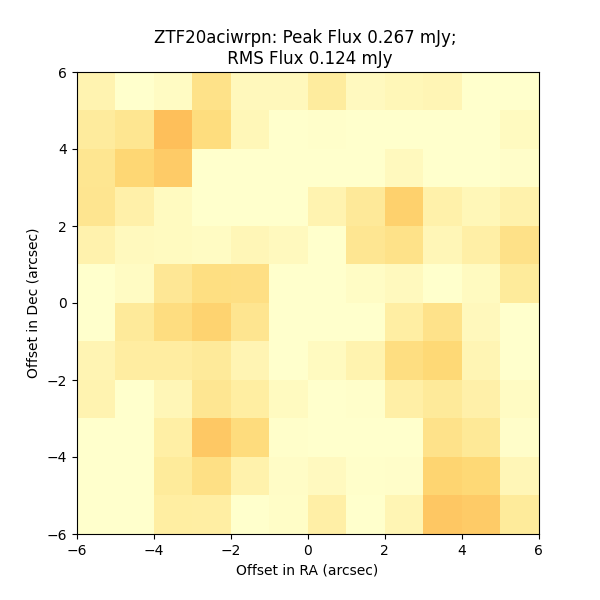 ZTF20aciwrpn: Peak Flux 0.267 mJy;
RMS Flux 0.124 mJy
6
4
2
0
−2
−4
−6
Offset in Dec (arcsec)
−6 −4 −2 0 2 4 6
Offset in RA (arcsec)